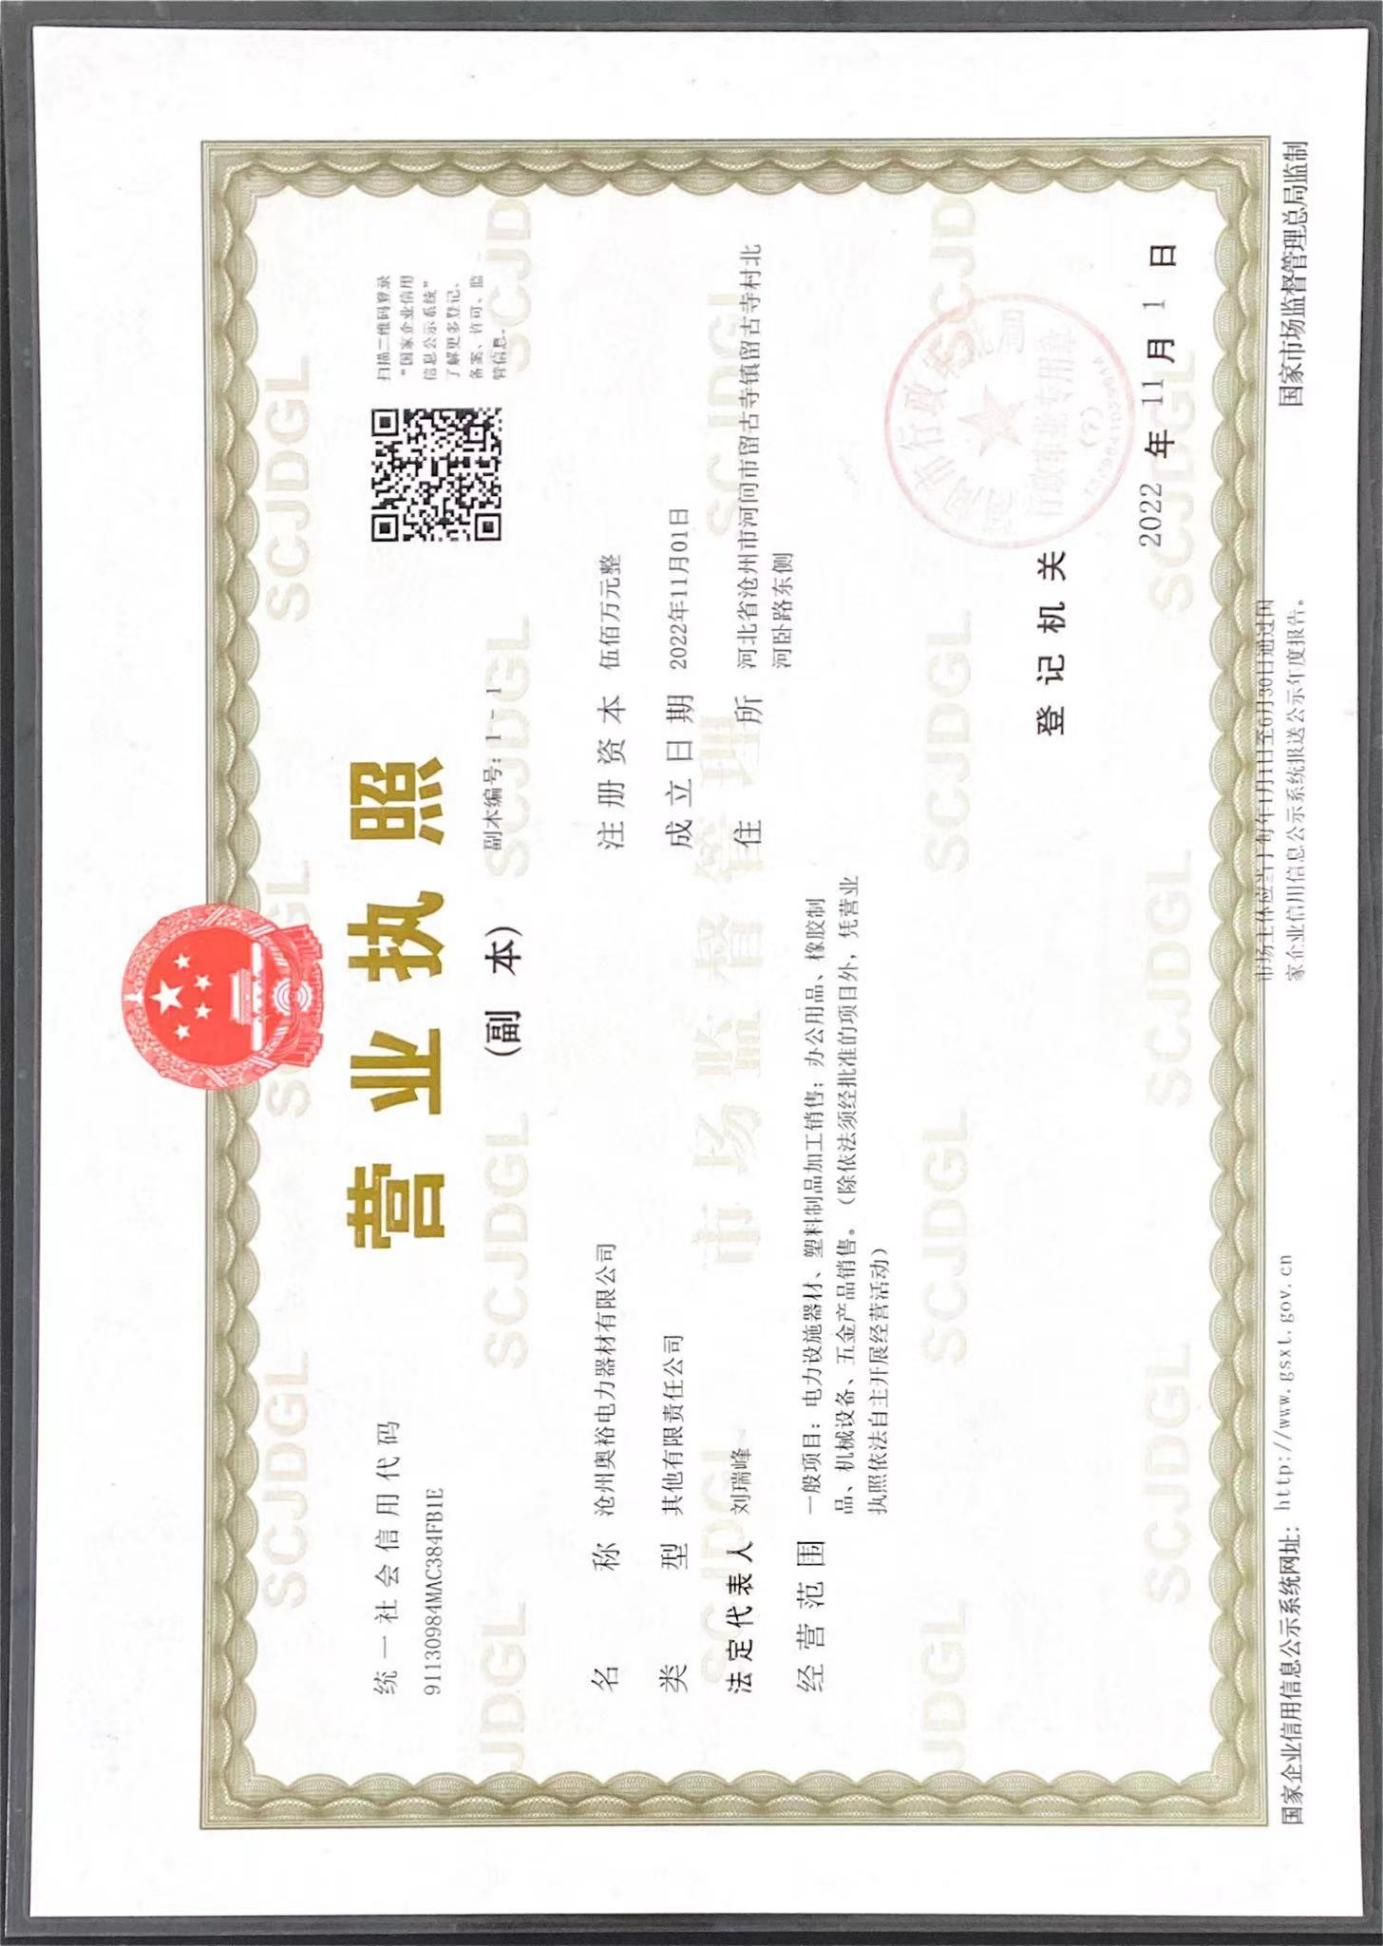 营业执照
（副 本）
副本编号：1－1
统一社会信用代码
91130984MAC384FB1E
扫描二维码登录
“国家企业信用
信息公示系统”
了解更多登记、
备案、许可、监
管信息。
名 称 沧州奥裕电力器材有限公司
类 型 其他有限责任公司
法定代表人 刘瑞峰
经营范围 一般项目：电力设施器材、塑料制品加工销售；办公用品、橡胶制
品、机械设备、五金产品销售。（除依法须经批准的项目外，凭营业
执照依法自主开展经营活动）
注册资本 伍佰万元整
成立日期 2022年11月01日
住 所 河北省沧州市河间市留古寺镇留古寺村北
河卧路东侧
登记机关
2022 年 11 月 1 日
国家企业信用信息公示系统网址：http://www.gsxt.gov.cn
市场主体应当于每年1月1日至6月30日通过国
家企业信用信息公示系统报送公示年度报告。
国家市场监督管理总局监制
SCJDGL
市场监督管理